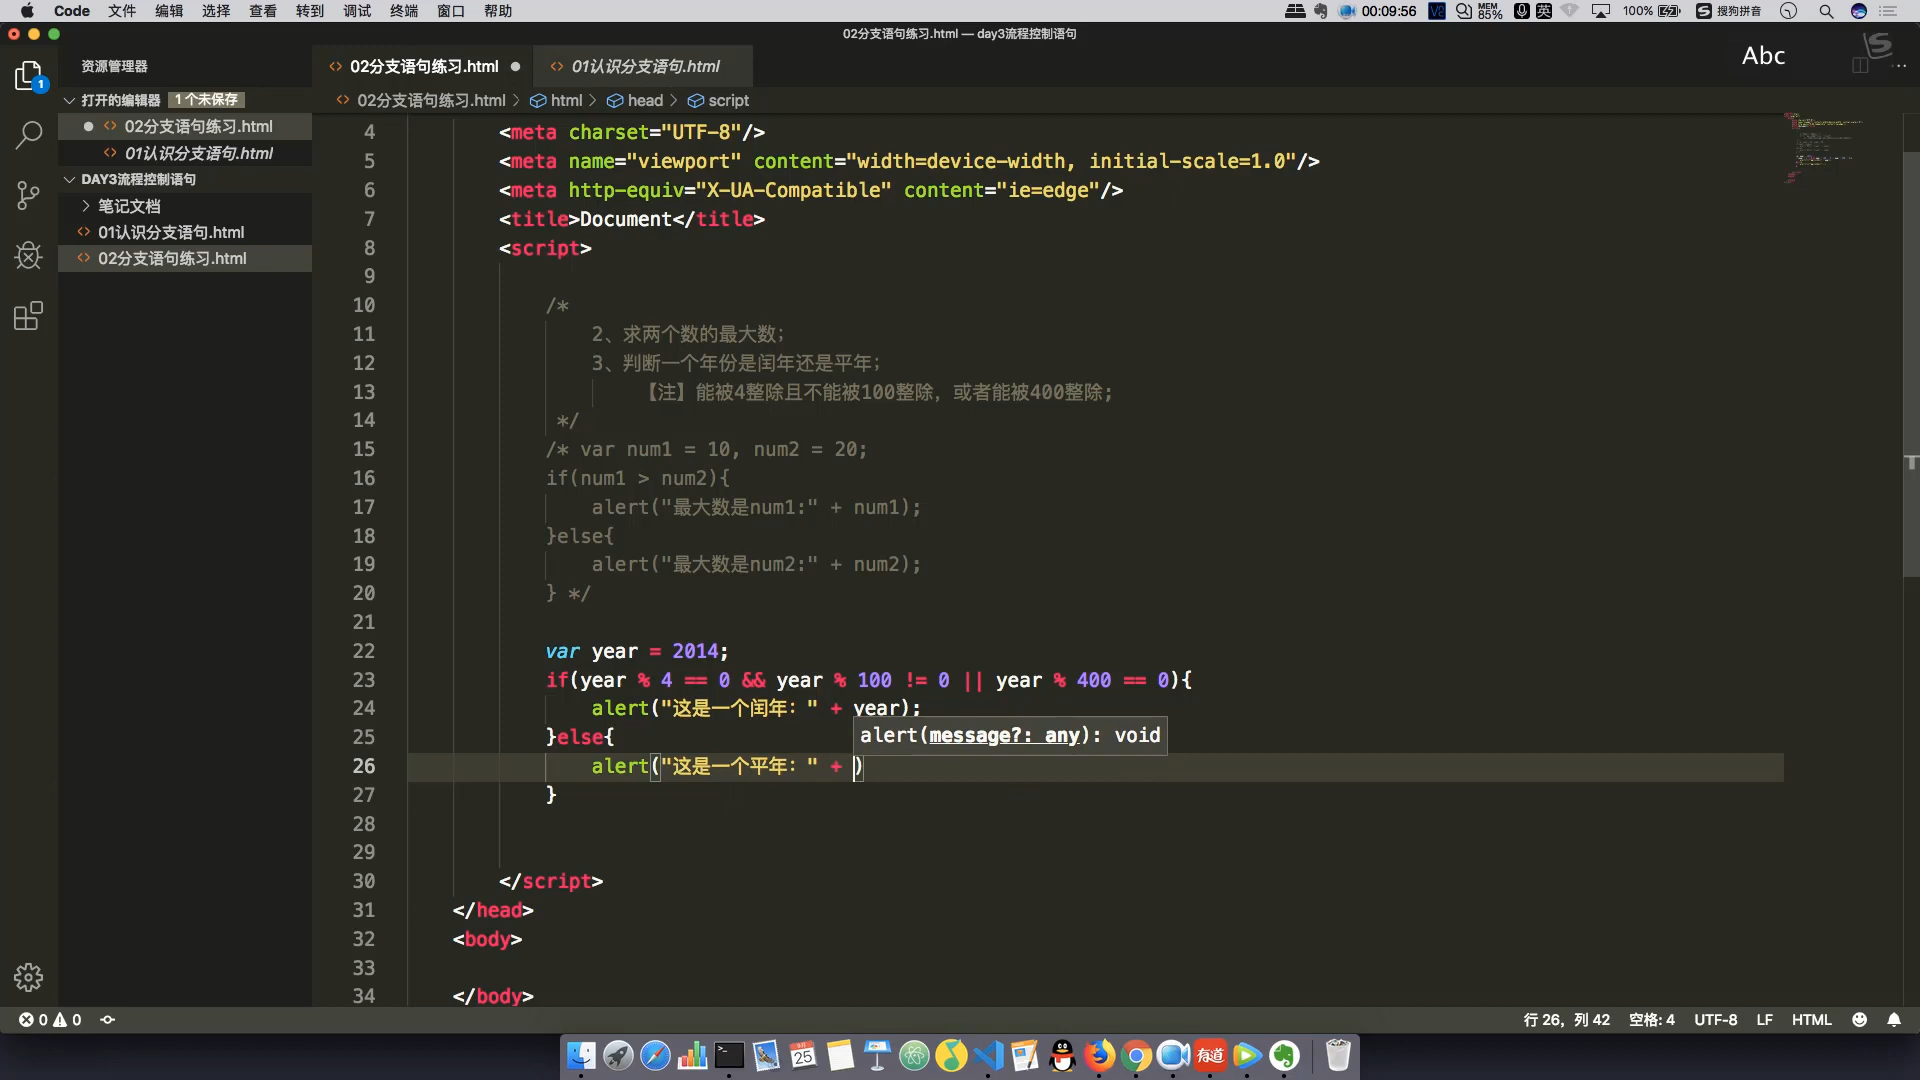 Code 文件 编辑 选择 查看 转到 调试 终端 窗口 帮助 00:09:56 MEM 85% 英 100% 搜狗拼音
02分支语句练习.html — day3流程控制语句
Abc
资源管理器
02分支语句练习.html 01认识分支语句.html
打开的编辑器 1 个未保存
02分支语句练习.html
01认识分支语句.html
DAY3流程控制语句
笔记文档
01认识分支语句.html
02分支语句练习.html
1
02分支语句练习.html > html > head > script
4 <meta charset="UTF-8"/>
5 <meta name="viewport" content="width=device-width, initial-scale=1.0"/>
6 <meta http-equiv="X-UA-Compatible" content="ie=edge"/>
7 <title>Document</title>
8 <script>
9
10 /*
11 2、求两个数的最大数;
12 3、判断一个年份是闰年还是平年;
13 【注】能被4整除且不能被100整除，或者能被400整除;
14 */
15 /* var num1 = 10, num2 = 20;
16 if(num1 > num2){
17 alert("最大数是num1:" + num1);
18 }else{
19 alert("最大数是num2:" + num2);
20 } */
21
22 var year = 2014;
23 if(year % 4 == 0 && year % 100 != 0 || year % 400 == 0){
24 alert("这是一个闰年：" + year);
25 }else{
alert(message?: any): void
26 alert("这是一个平年：" + )
27 }
28
29
30 </script>
31 </head>
32 <body>
33
34 </body>
0 0 行 26，列 42 空格: 4 UTF-8 LF HTML
9月 25 有道